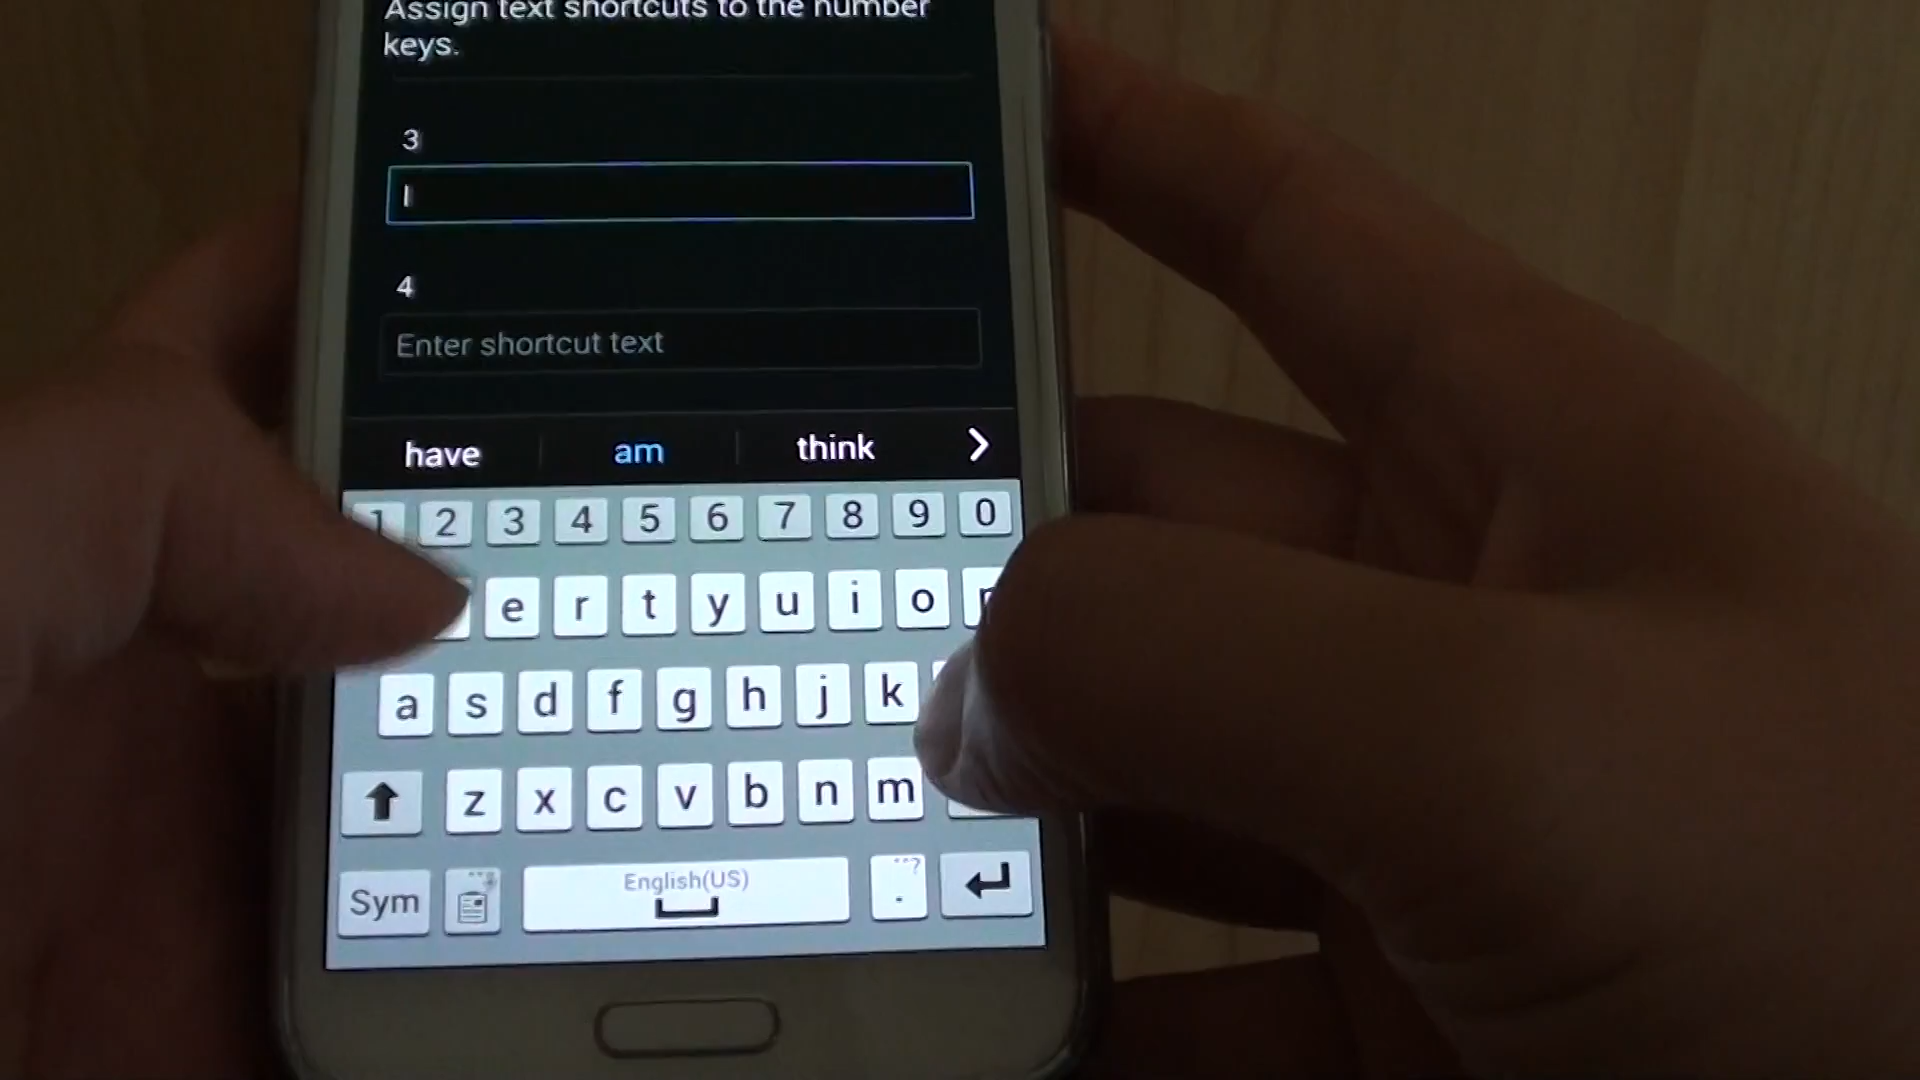 Assign text shortcuts to the number
keys.
3
I
4
Enter shortcut text
have am think
1 2 3 4 5 6 7 8 9 0
e r t y u i o p
a s d f g h j k
z x c v b n m
Sym English(US) . ?